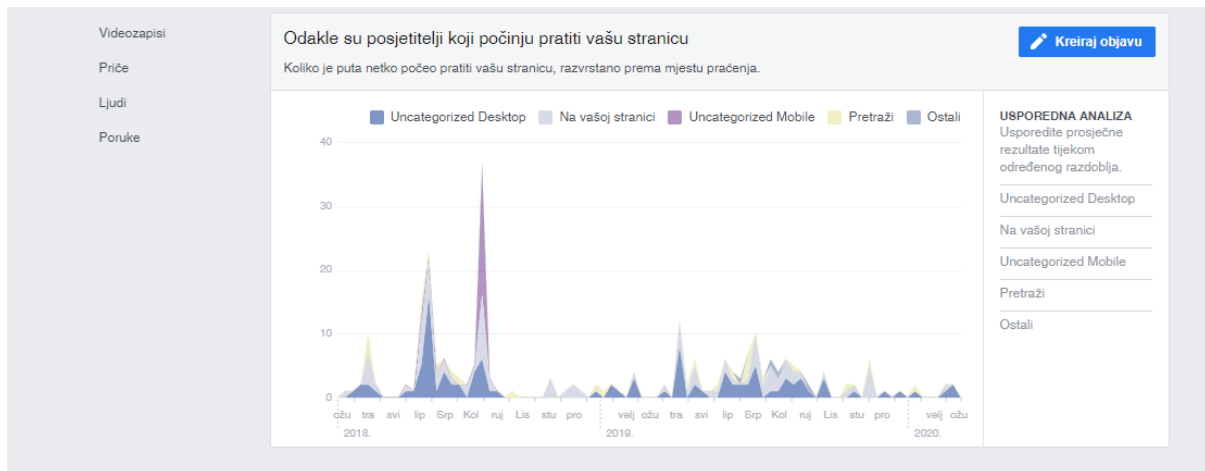 Videozapisi
Priče
Ljudi
Poruke
Odakle su posjetitelji koji počinju pratiti vašu stranicu
Koliko je puta netko počeo pratiti vašu stranicu, razvrstano prema mjestu praćenja.
Kreiraj objavu
Uncategorized Desktop Na vašoj stranici Uncategorized Mobile Pretraži Ostali
40
30
20
10
0
ožu tra svi lip Srp Kol ruj Lis stu pro velj ožu tra svi lip Srp Kol ruj Lis stu pro velj ožu
2018. 2019. 2020.
USPOREDNA ANALIZA
Usporedite prosječne
rezultate tijekom
određenog razdoblja.
Uncategorized Desktop
Na vašoj stranici
Uncategorized Mobile
Pretraži
Ostali